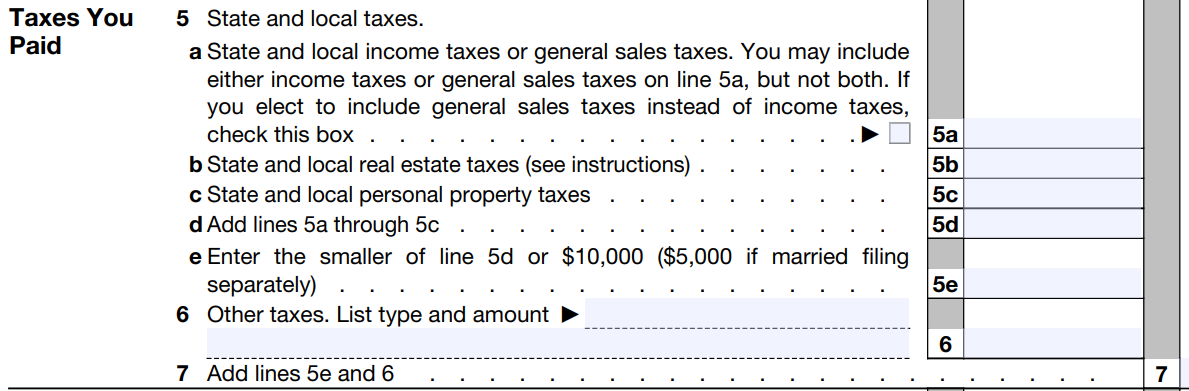 Taxes You Paid
5 State and local taxes.
a State and local income taxes or general sales taxes. You may include
either income taxes or general sales taxes on line 5a, but not both. If
you elect to include general sales taxes instead of income taxes,
check this box . . . . . . . . . . . . . . . . . ▶ 5a
b State and local real estate taxes (see instructions) . . . . . . . 5b
c State and local personal property taxes . . . . . . . . . . 5c
d Add lines 5a through 5c . . . . . . . . . . . . . . . 5d
e Enter the smaller of line 5d or $10,000 ($5,000 if married filing
separately) . . . . . . . . . . . . . . . . . . . 5e
6 Other taxes. List type and amount ▶
6
7 Add lines 5e and 6 . . . . . . . . . . . . . . . . . . . . . . . 7